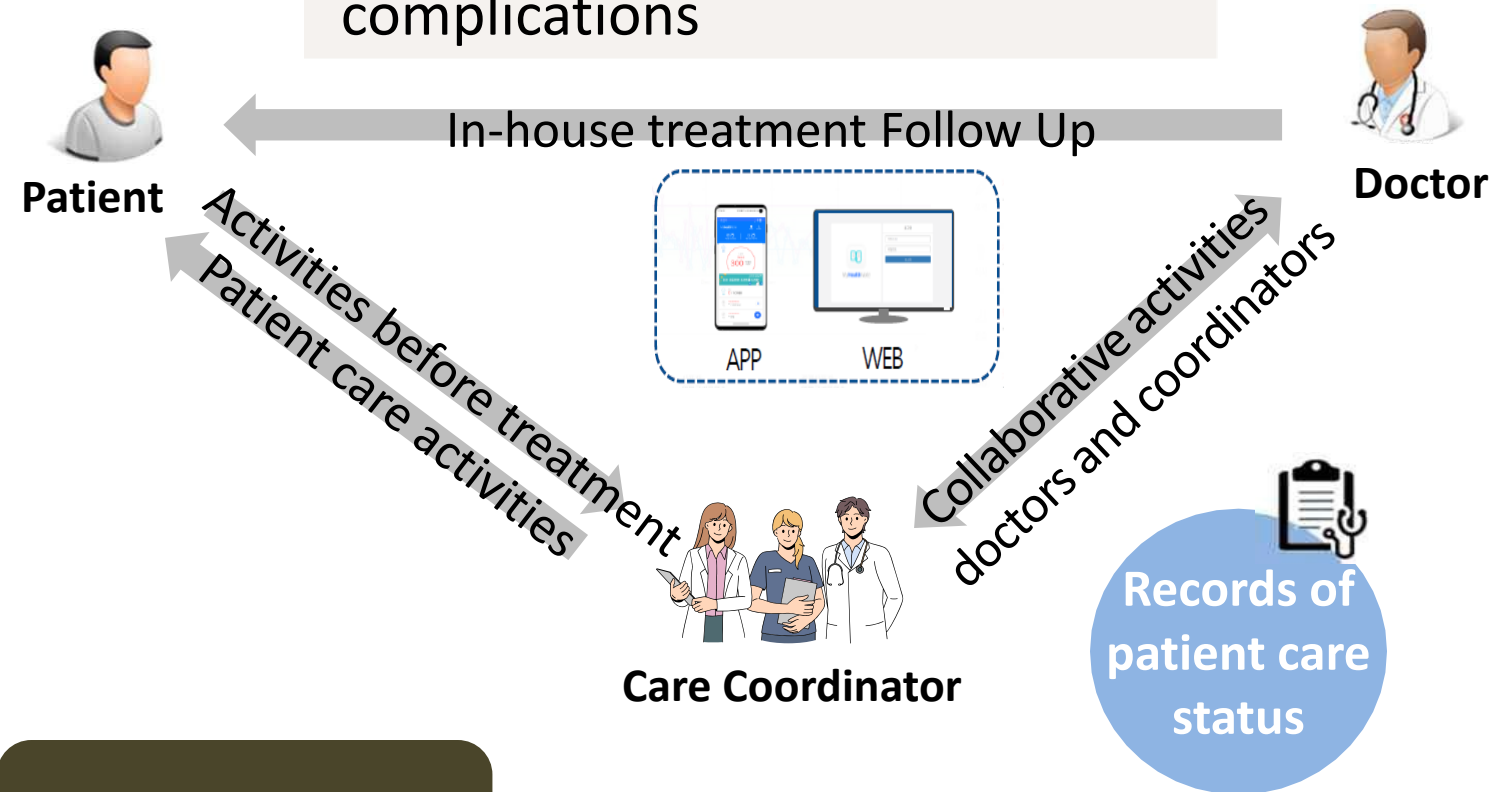 complications
In-house treatment Follow Up
Patient
Doctor
Activities before treatment
Patient care activities
300
APP
WEB
Collaborative activities
doctors and coordinators
Care Coordinator
Records of
patient care
status